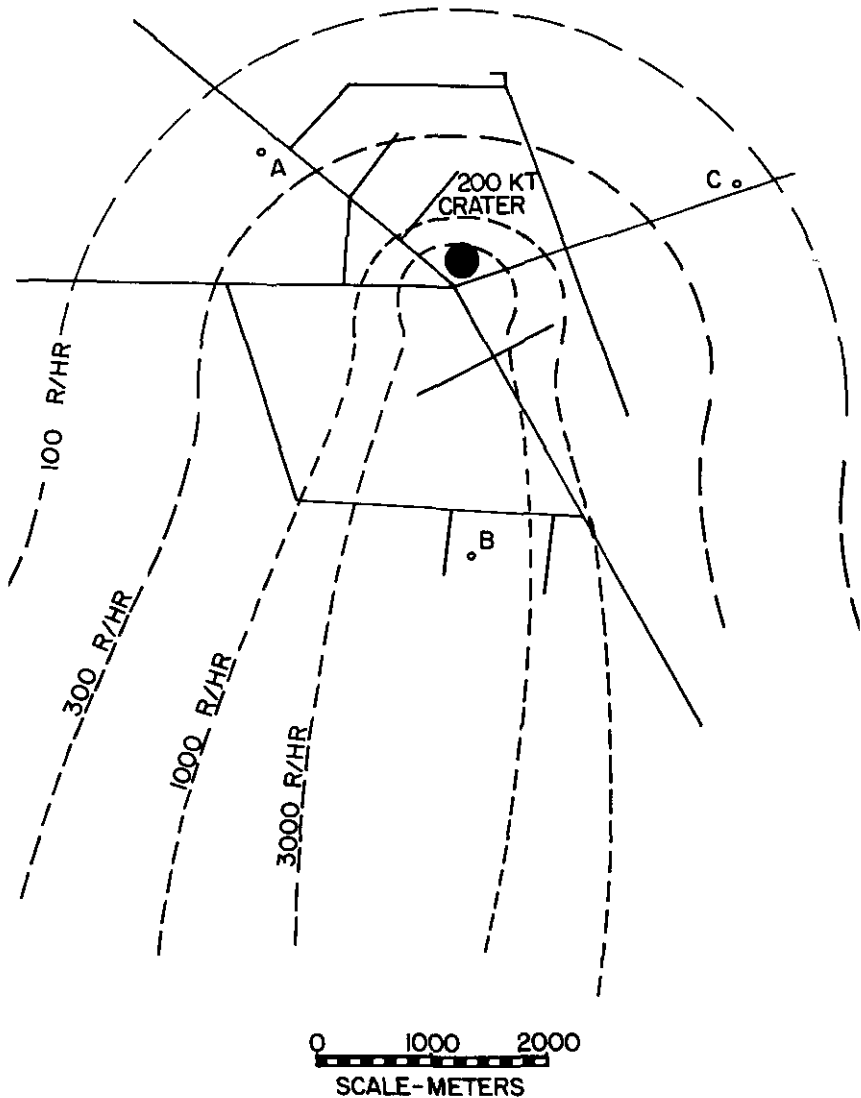 A
200 KT
CRATER
C
100 R/HR
B
300 R/HR
1000 R/HR
3000 R/HR
0 1000 2000
SCALE-METERS